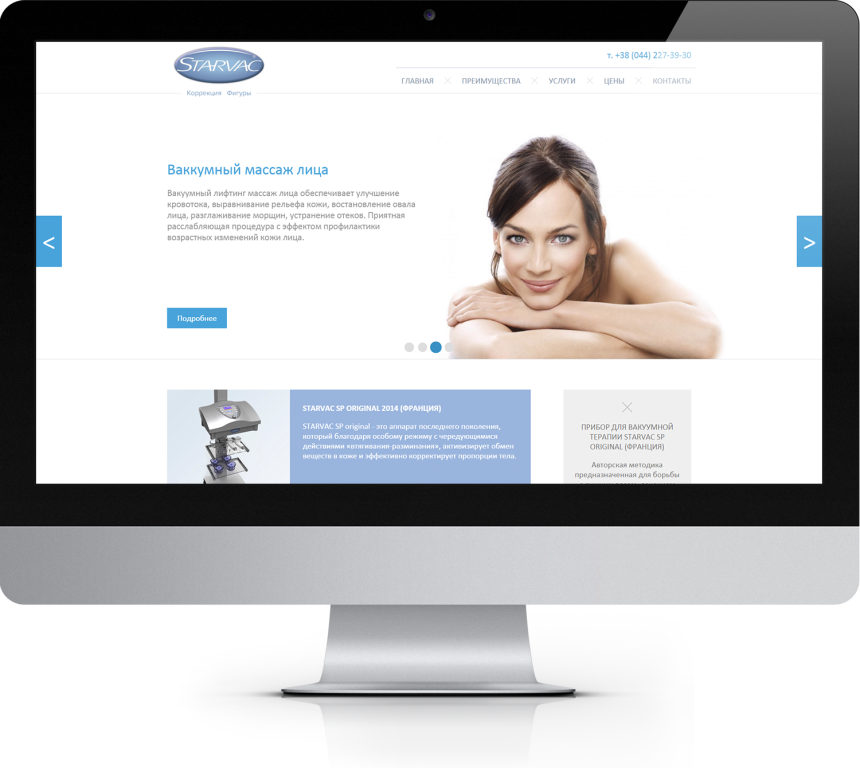 STARVAC
Коррекция Фигуры
т. +38 (044) 227-39-30
ГЛАВНАЯ ПРЕИМУЩЕСТВА УСЛУГИ ЦЕНЫ КОНТАКТЫ
Ваккумный массаж лица
Вакуумный лифтинг массаж лица обеспечивает улучшение
кровотока, выравнивание рельефа кожи, востановление овала
лица, разглаживание морщин, устранение отеков. Приятная
расслабляющая процедура с эффектом профилактики
возрастных изменений кожи лица.
<
>
Подробнее
STARVAC SP ORIGINAL 2014 (ФРАНЦИЯ)
STARVAC SP original - это аппарат последнего поколения,
который благодаря особому режиму с чередующимися
действиями «втягивания-разминания», активизирует обмен
веществ в коже и эффективно корректирует пропорции тела.
ПРИБОР ДЛЯ ВАКУУМНОЙ
ТЕРАПИИ STARVAC SP
ORIGINAL (ФРАНЦИЯ)
Авторская методика
предназначенная для борьбы